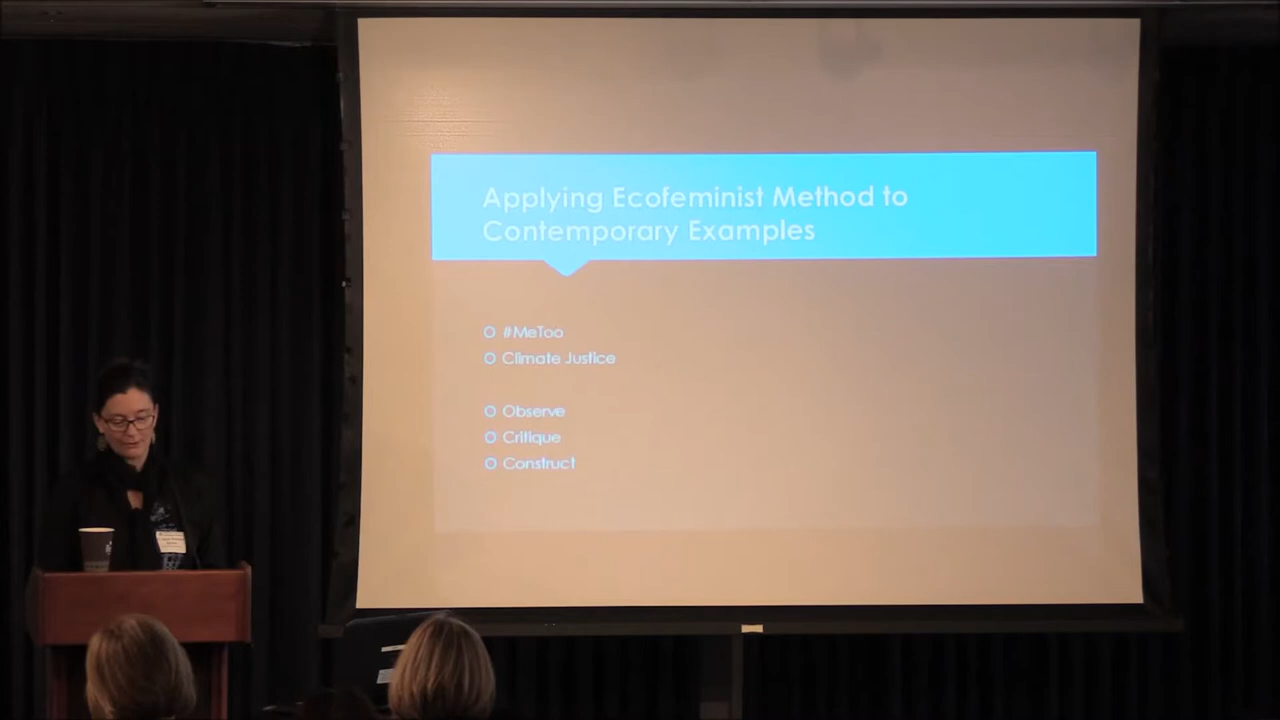 Applying Ecofeminist Method to
Contemporary Examples
#MeToo
Climate Justice
Observe
Critique
Construct